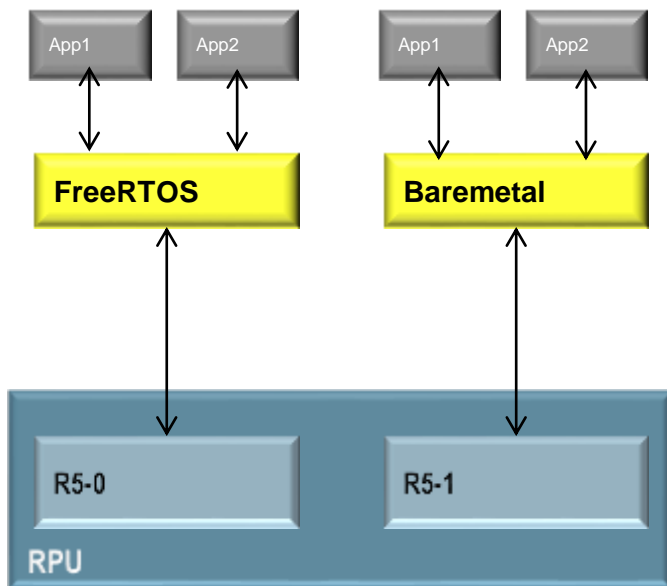 App1
App2
App1
App2
FreeRTOS
Baremetal
R5-0
R5-1
RPU